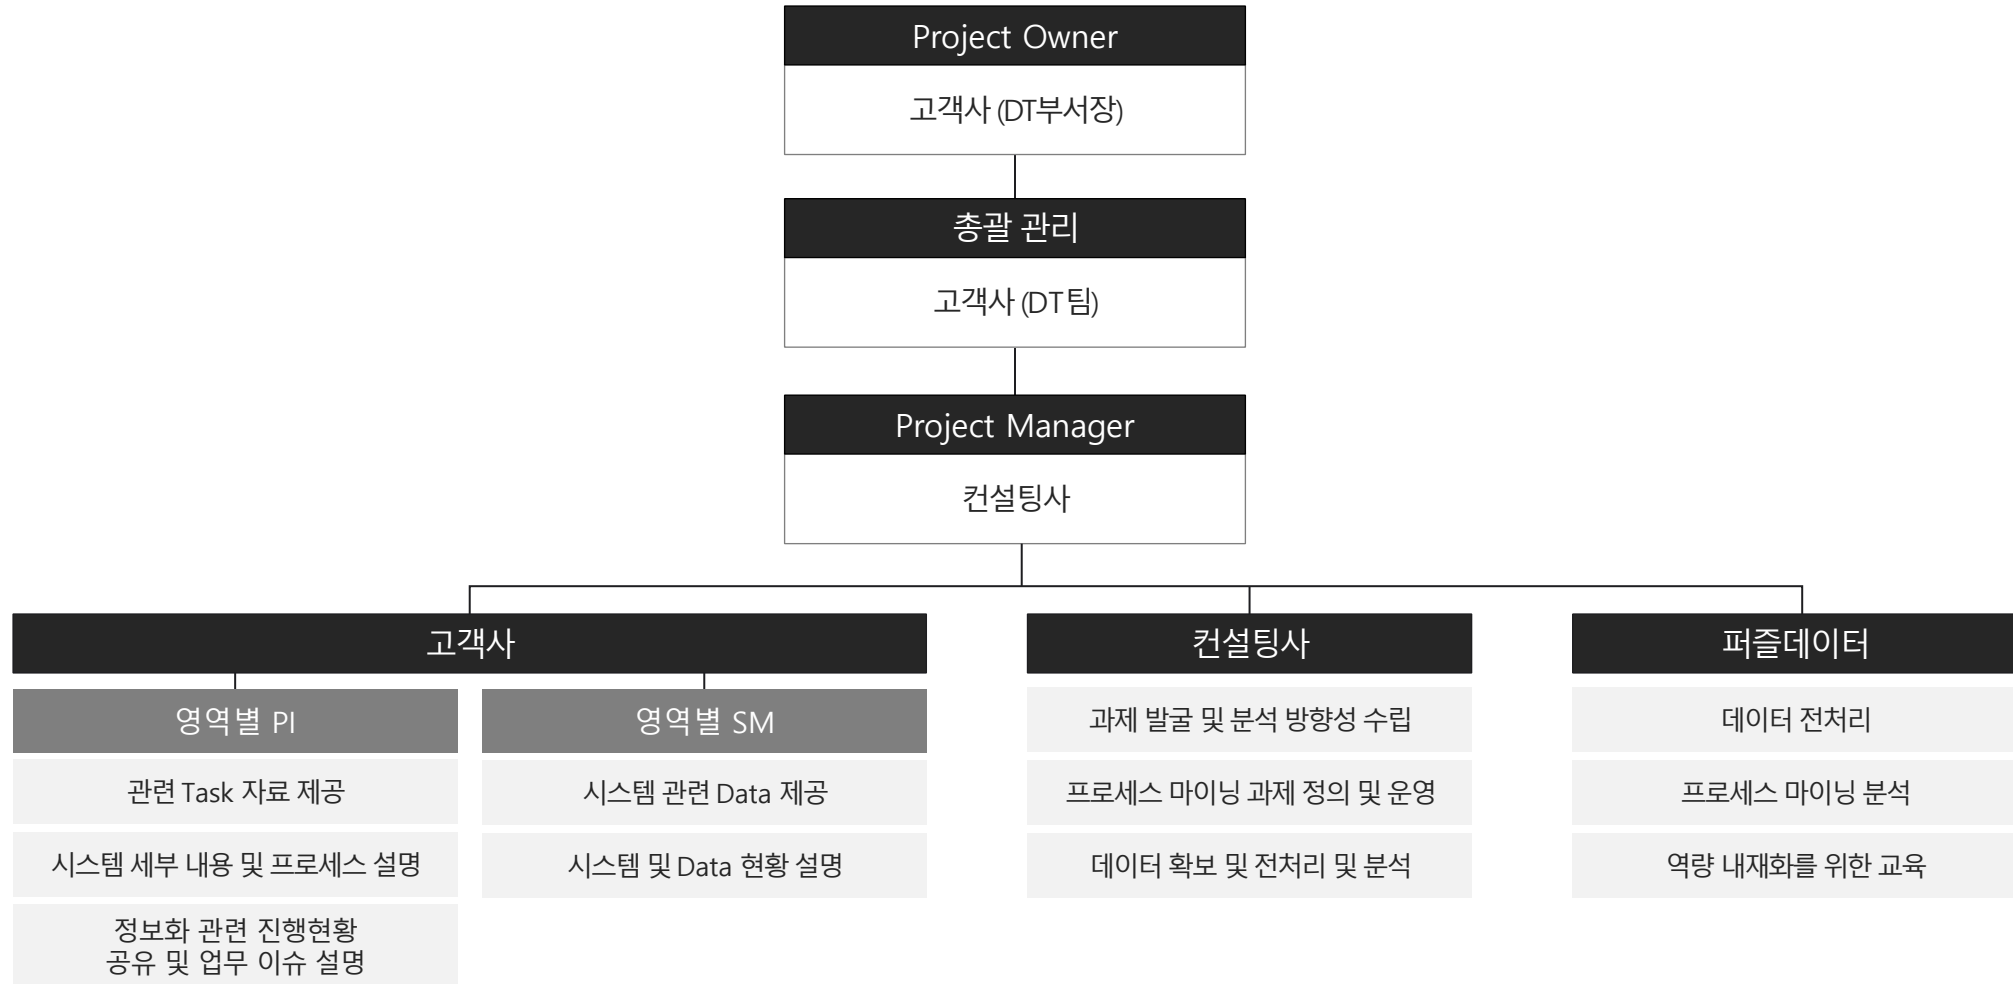 Project Owner
고객사 (DT부서장)
총괄 관리
고객사 (DT팀)
Project Manager
컨설팅사
고객사
영역별 PI
관련 Task 자료 제공
시스템 세부 내용 및 프로세스 설명
정보화 관련 진행현황
공유 및 업무 이슈 설명
영역별 SM
시스템 관련 Data 제공
시스템 및 Data 현황 설명
컨설팅사
과제 발굴 및 분석 방향성 수립
프로세스 마이닝 과제 정의 및 운영
데이터 확보 및 전처리 및 분석
퍼즐데이터
데이터 전처리
프로세스 마이닝 분석
역량 내재화를 위한 교육